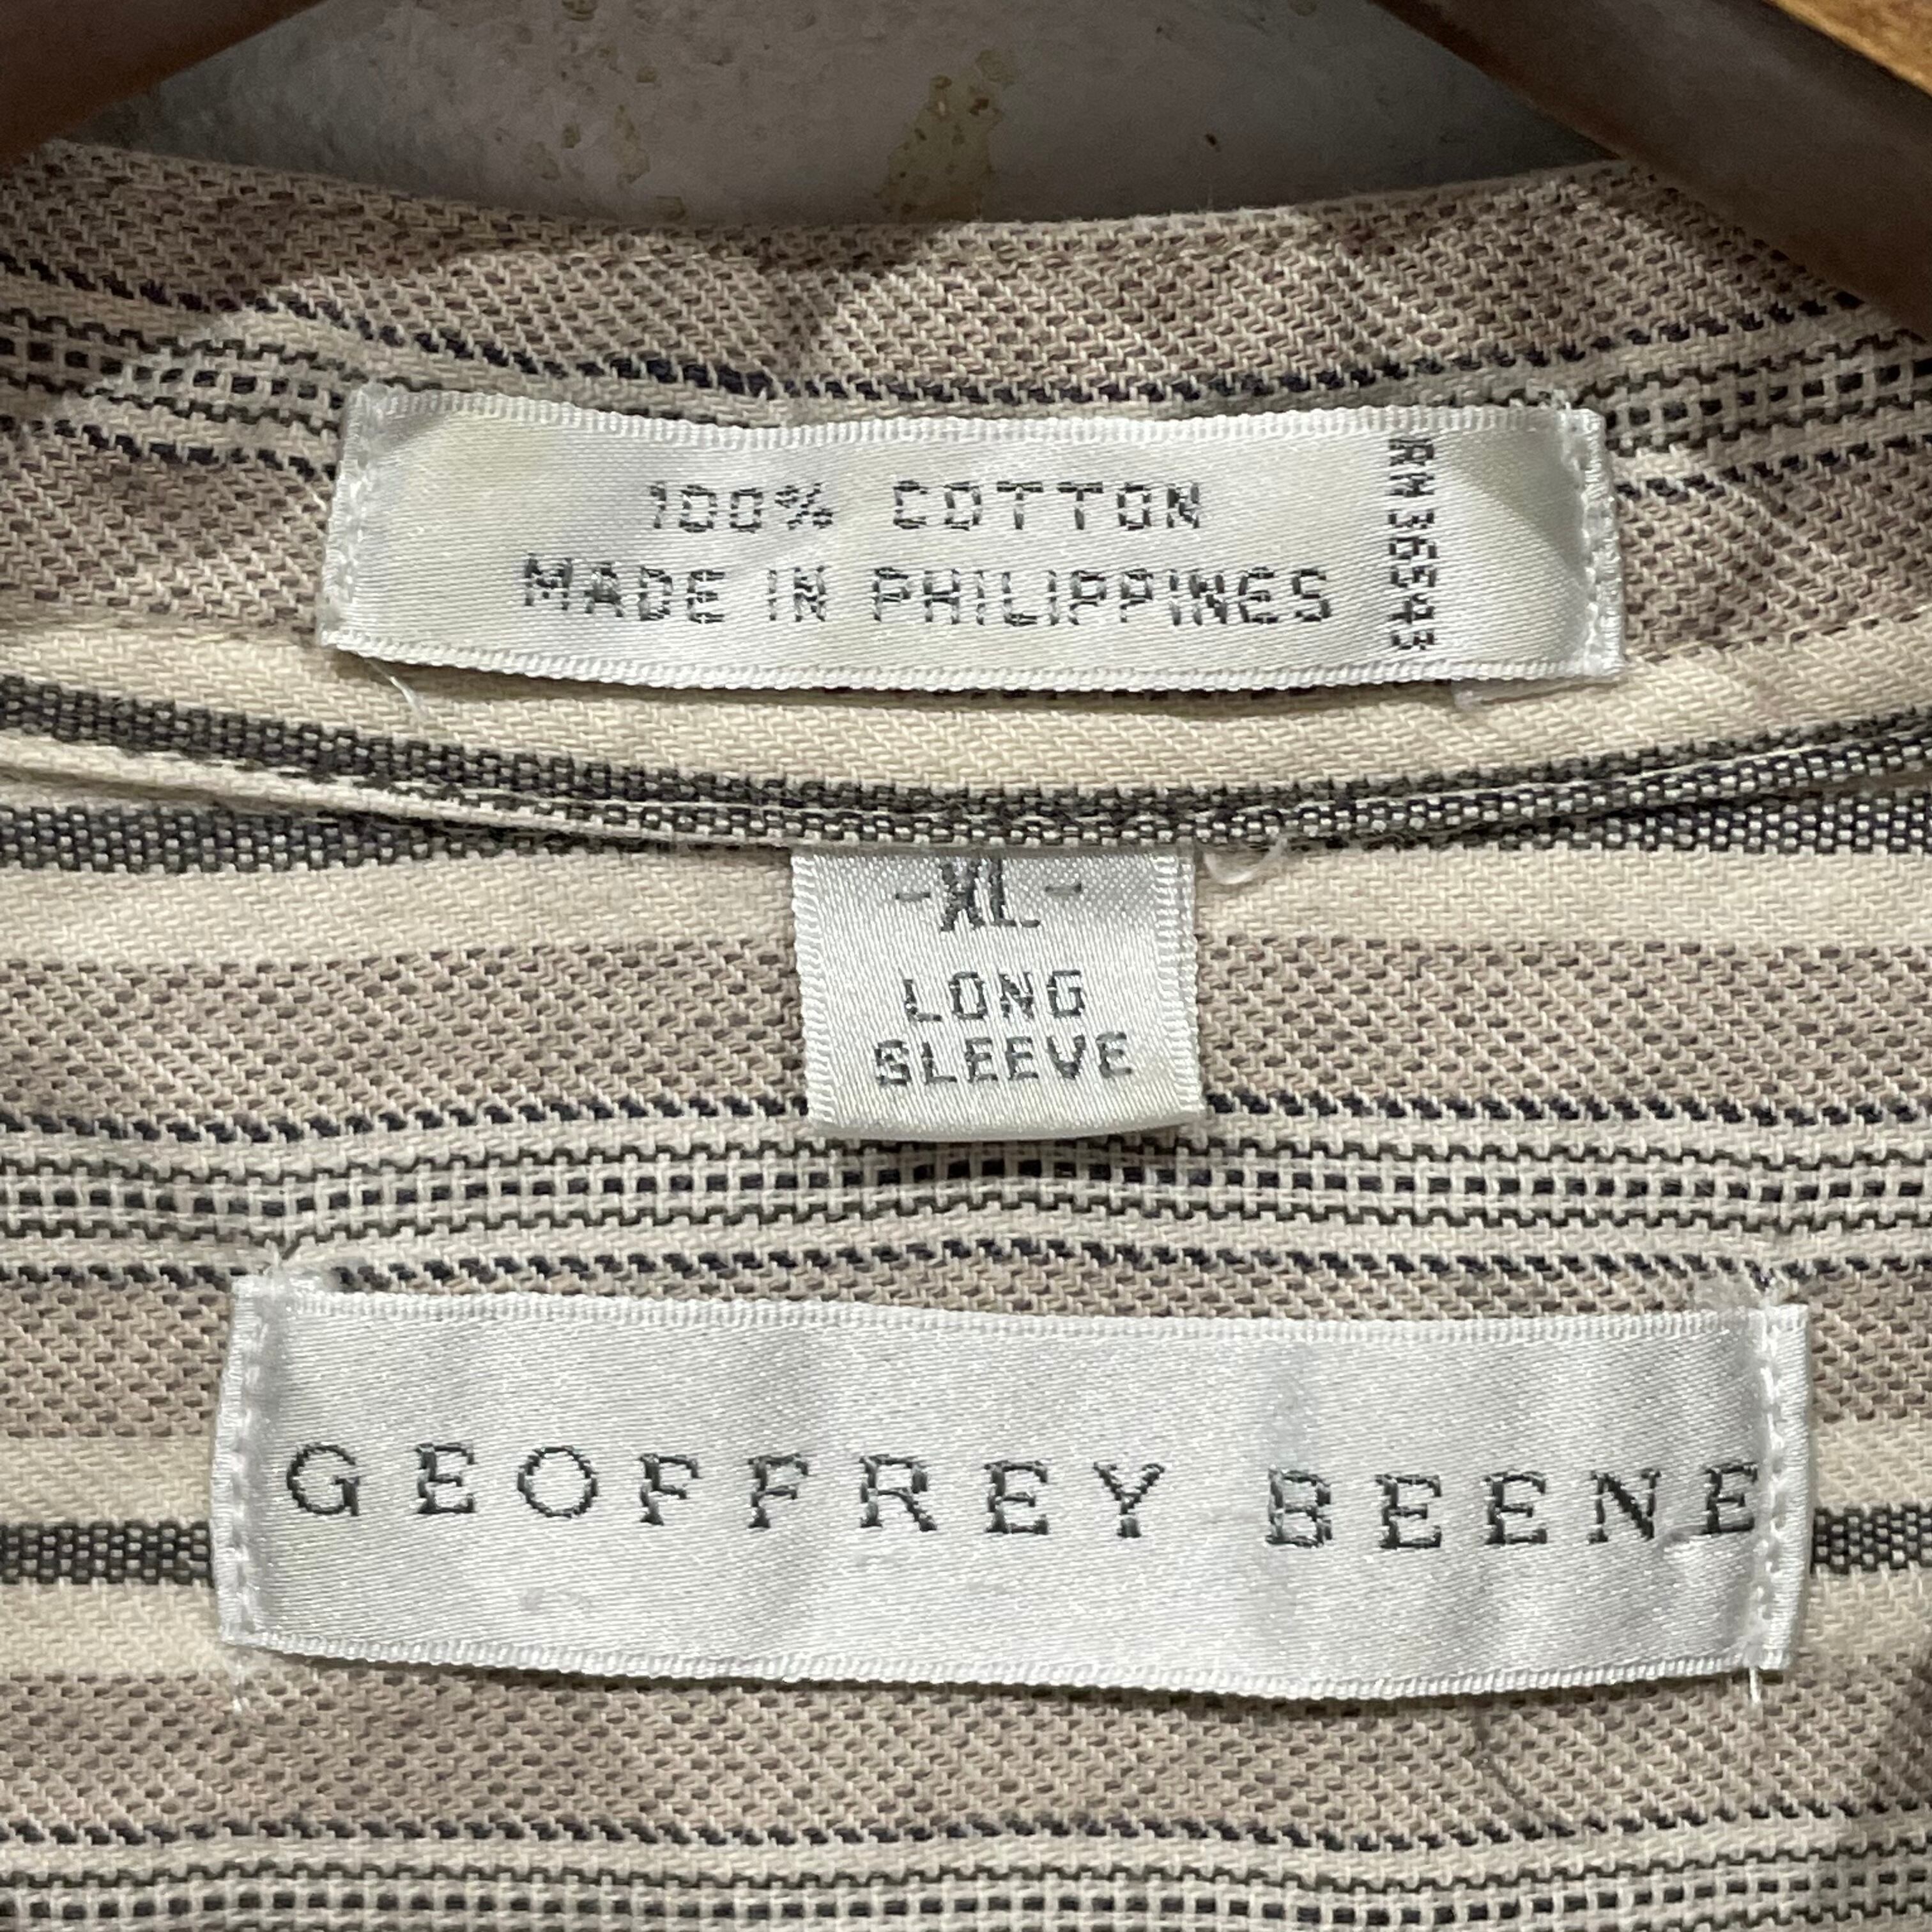 100% COTTON
MADE IN PHILIPPINES
RN 36543
-XL-
LONG
SLEEVE
GEOFFREY BEENE